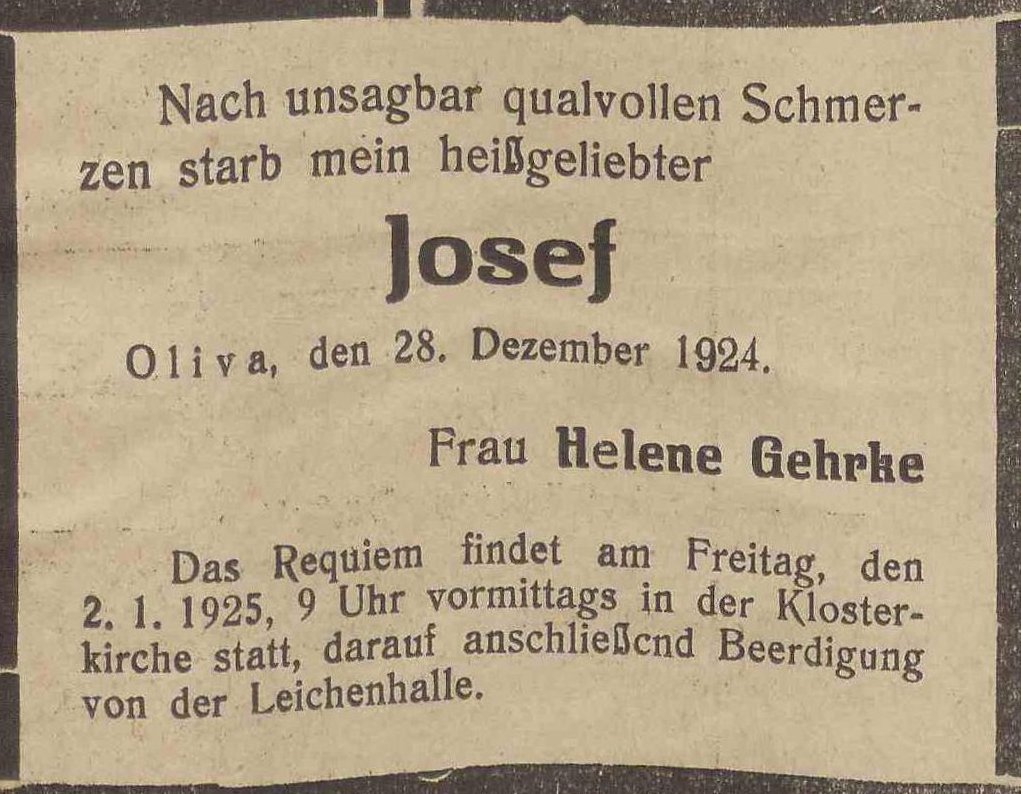 Nach unsagbar qualvollen Schmer-
zen starb mein heißgeliebter
Josef
Oliva, den 28. Dezember 1924.
Frau Helene Gehrke
Das Requiem findet am Freitag, den
2. 1. 1925, 9 Uhr vormittags in der Kloster-
kirche statt, darauf anschließcnd Beerdigung
von der Leichenhalle.